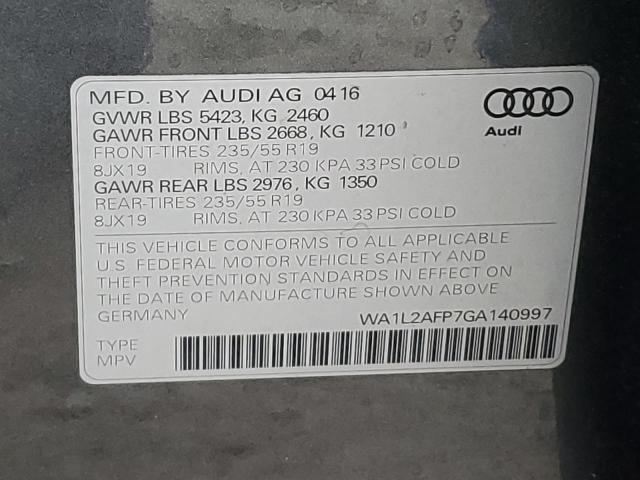 MFD. BY AUDI AG 0416
GVWR LBS 5423, KG 2460
GAWR FRONT LBS 2668, KG 1210
FRONT-TIRES 235/55 R19
8JX19 RIMS, AT 230 KPA 33 PSI COLD
GAWR REAR LBS 2976, KG 1350
REAR-TIRES 235/55 R19
8JX19 RIMS, AT 230 KPA 33 PSI COLD
Audi
THIS VEHICLE CONFORMS TO ALL APPLICABLE
U.S. FEDERAL MOTOR VEHICLE SAFETY AND
THEFT PREVENTION STANDARDS IN EFFECT ON
THE DATE OF MANUFACTURE SHOWN ABOVE.
GERMANY WA1L2AFP7GA140997
TYPE
MPV